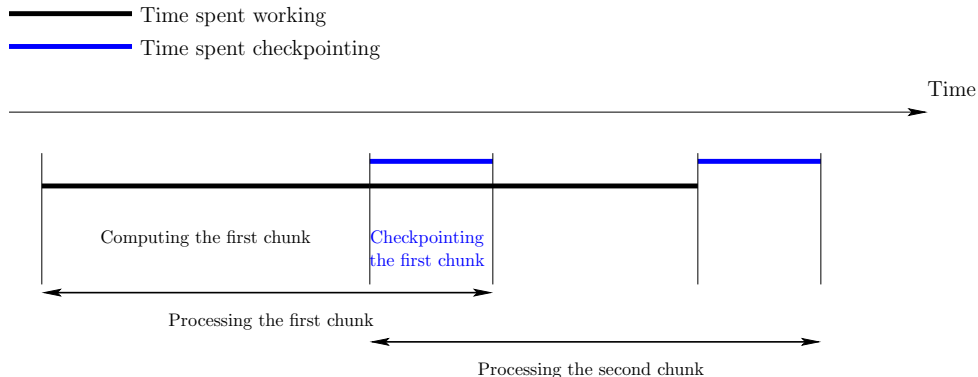 Time spent working
Time spent checkpointing
Time
Computing the first chunk
Checkpointing
the first chunk
Processing the first chunk
Processing the second chunk